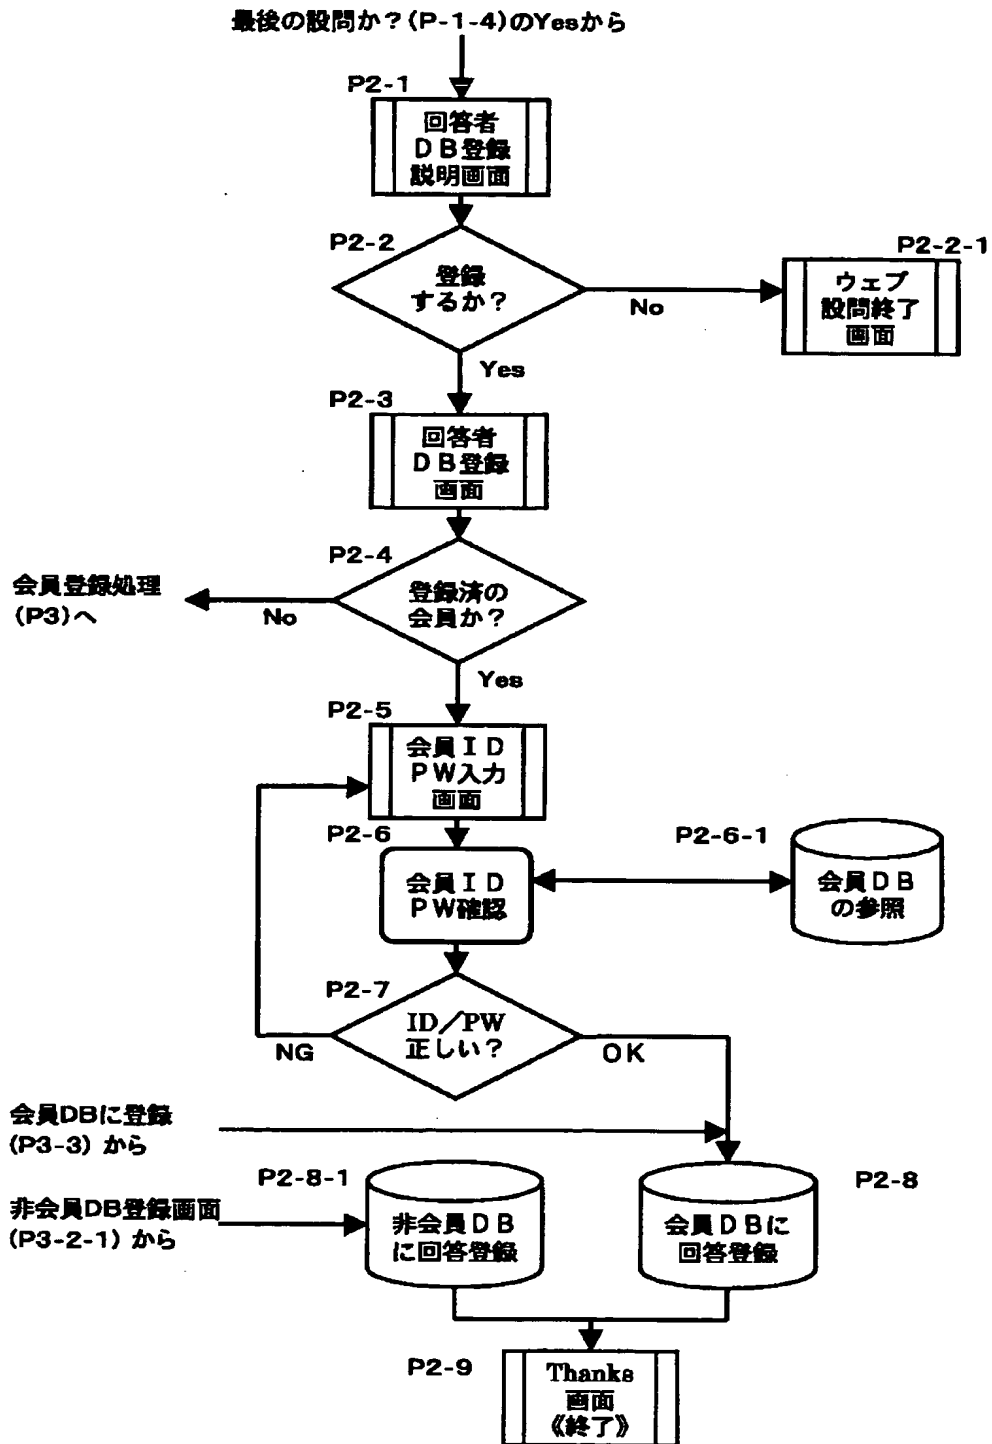 最後の設問か？(P-1-4)のYesから
P2-1
回答者
ＤＢ登録
説明画面
P2-2
登録
するか？
No
P2-2-1
ウェブ
設問終了
画面
Yes
P2-3
回答者
ＤＢ登録
画面
P2-4
登録済の
会員か？
会員登録処理
(P3)へ
No
Yes
P2-5
会員ＩＤ
ＰＷ入力
画面
P2-6
会員ＩＤ
ＰＷ確認
P2-6-1
会員ＤＢ
の参照
P2-7
ID／PW
正しい？
NG
OK
会員DBに登録
(P3-3) から
P2-8-1
非会員ＤＢ
に回答登録
P2-8
会員ＤＢに
回答登録
非会員DB登録画面
(P3-2-1) から
P2-9
Thanks
画面
《終了》